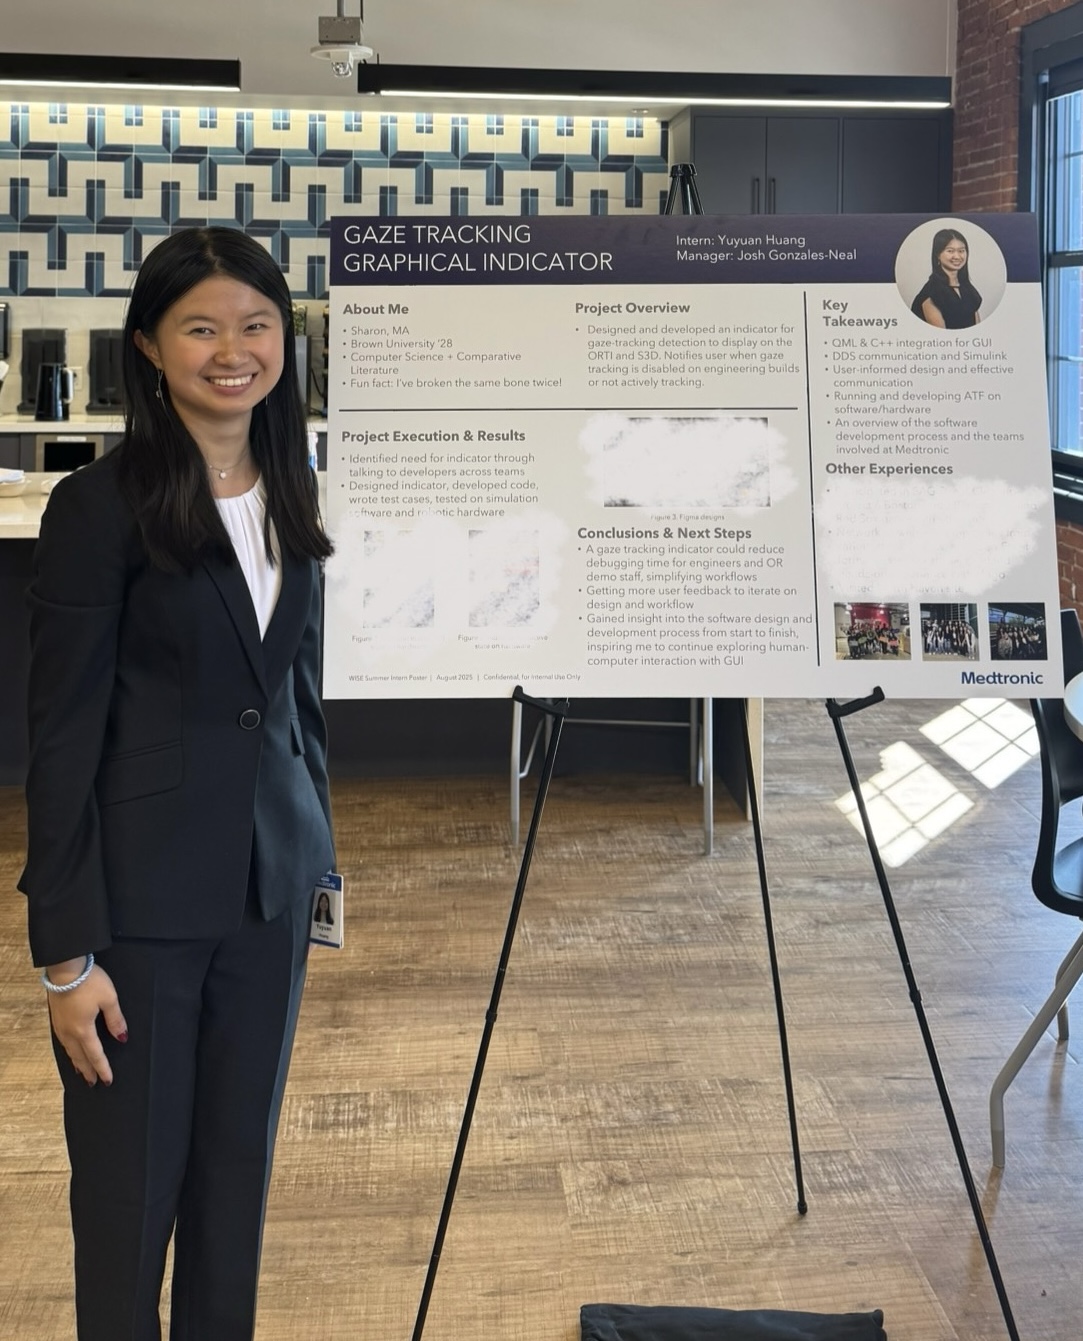 GAZE TRACKING
GRAPHICAL INDICATOR
Intern: Yuyuan Huang
Manager: Josh Gonzales-Neal
About Me
• Sharon, MA
• Brown University '28
• Computer Science + Comparative
Literature
• Fun fact: I've broken the same bone twice!
Project Overview
• Designed and developed an indicator for
gaze-tracking detection to display on the
ORTI and S3D. Notifies user when gaze
tracking is disabled on engineering builds
or not actively tracking.
Project Execution & Results
• Identified need for indicator through
talking to developers across teams
• Designed indicator, developed code,
wrote test cases, tested on simulation
software and robotic hardware
Figure
Figure
Figure 3. Figma designs
Conclusions & Next Steps
• A gaze tracking indicator could reduce
debugging time for engineers and OR
demo staff, simplifying workflows
• Getting more user feedback to iterate on
design and workflow
• Gained insight into the software design and
development process from start to finish,
inspiring me to continue exploring human-
computer interaction with GUI
Key
Takeaways
• QML & C++ integration for GUI
• DDS communication and Simulink
• User-informed design and effective
communication
• Running and developing ATF on
software/hardware
• An overview of the software
development process and the teams
involved at Medtronic
Other Experiences
WISE Summer Intern Poster | August 2025 | Confidential, for Internal Use Only
Medtronic
Yuyuan